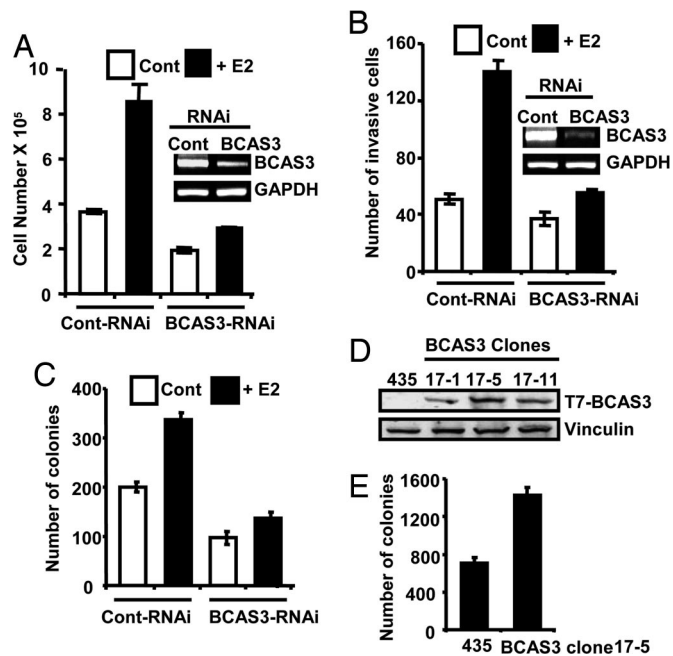 A
Cont + E2
Cell Number X 10⁵
10
8
6
4
2
0
RNAi
Cont BCAS3
BCAS3
GAPDH
Cont-RNAi BCAS3-RNAi
B
Cont + E2
Number of invasive cells
160
120
80
40
0
RNAi
Cont BCAS3
BCAS3
GAPDH
Cont-RNAi BCAS3-RNAi
C
Cont + E2
Number of colonies
400
300
200
100
0
Cont-RNAi BCAS3-RNAi
D
BCAS3 Clones
435 17-1 17-5 17-11
T7-BCAS3
Vinculin
E
Number of colonies
1600
1200
800
400
0
435 BCAS3 clone17-5